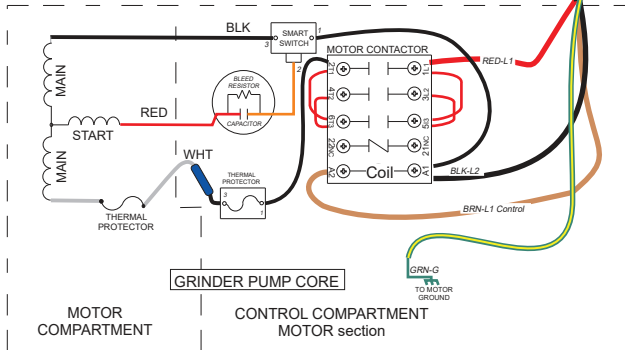 BLK
SMART
SWITCH
3
1
2
MOTOR CONTACTOR
2T1
1L1
RED-L1
4T2
3L2
6T3
5l3
22NC
21NC
A2
Coil
A1
BLK-L2
BRN-L1 Control
MAIN
BLEED
RESISTOR
CAPACITOR
RED
START
MAIN
WHT
THERMAL
PROTECTOR
3
1
THERMAL
PROTECTOR
GRN-G
TO MOTOR
GROUND
GRINDER PUMP CORE
MOTOR
COMPARTMENT
CONTROL COMPARTMENT
MOTOR section